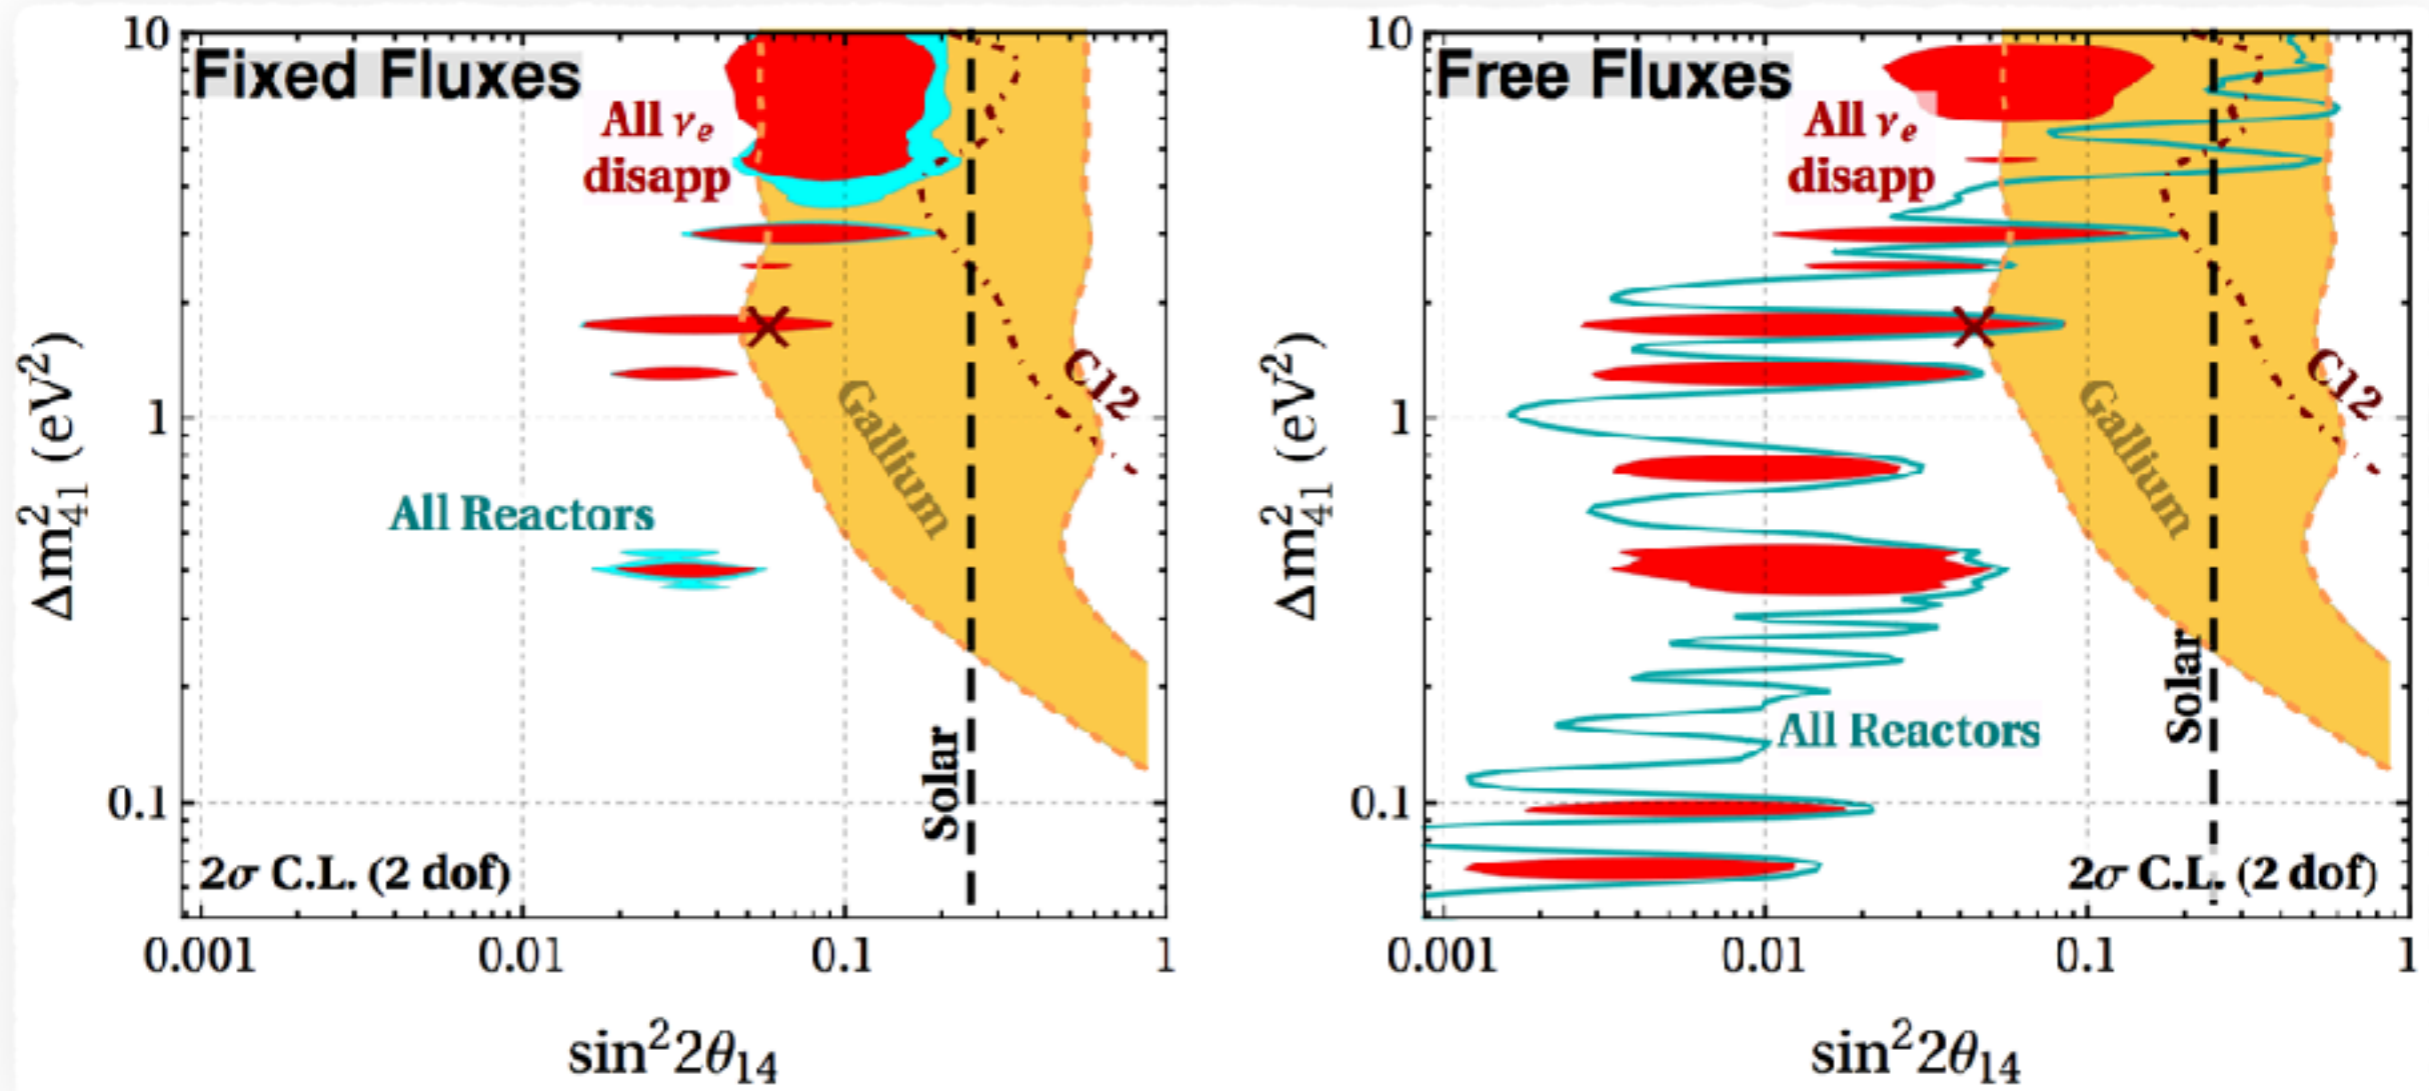 Fixed Fluxes
All νe
disapp
C12
Gallium
All Reactors
Solar
2σ C.L. (2 dof)
10
1
0.1
Δm²41 (eV²)
0.001 0.01 0.1 1
sin²2θ14
Free Fluxes
All νe
disapp
C12
Gallium
Solar
All Reactors
2σ C.L. (2 dof)
10
1
0.1
Δm²41 (eV²)
0.001 0.01 0.1 1
sin²2θ14